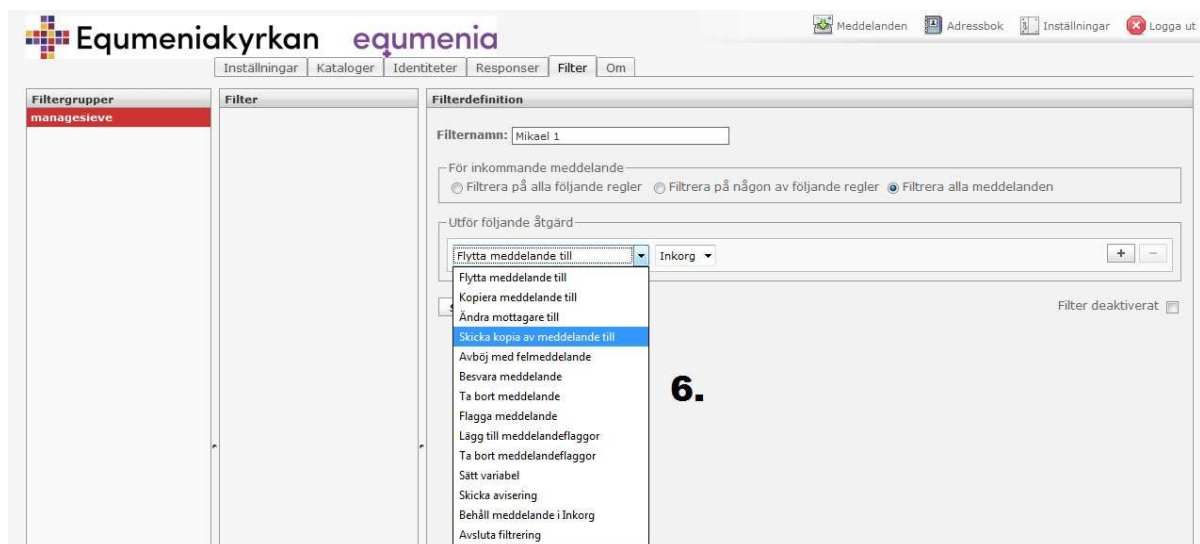 Equmeniakyrkan equmenia
Meddelanden Adressbok Inställningar Logga ut
Inställningar Kataloger Identiteter Responser Filter Om
Filtergrupper
managesieve
Filter
Filterdefinition
Filternamn: Mikael 1
För inkommande meddelande
Filtrera på alla följande regler Filtrera på någon av följande regler Filtrera alla meddelanden
Utför följande åtgärd
Flytta meddelande till Inkorg + −
Flytta meddelande till
Kopiera meddelande till
Ändra mottagare till
Skicka kopia av meddelande till
Avböj med felmeddelande
Besvara meddelande
Ta bort meddelande
Flagga meddelande
Lägg till meddelandeflaggor
Ta bort meddelandeflaggor
Sätt variabel
Skicka avisering
Behåll meddelande i Inkorg
Avsluta filtrering
Filter deaktiverat
6.